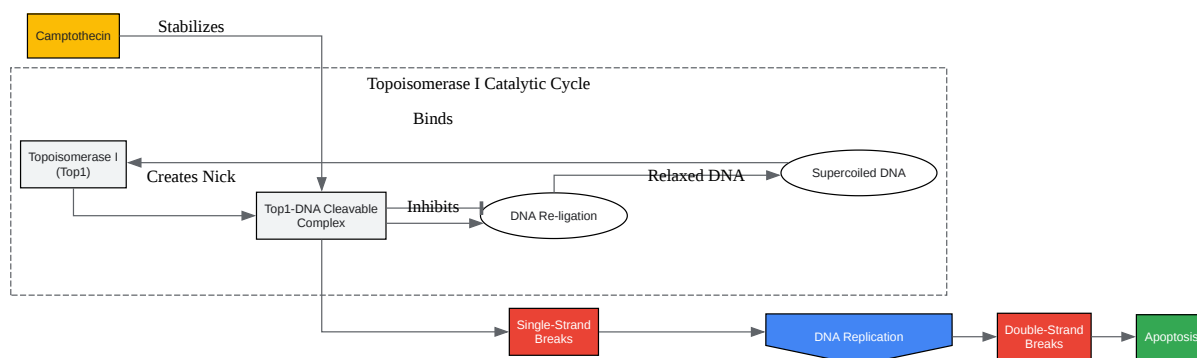 Camptothecin
Stabilizes
Topoisomerase I Catalytic Cycle
Binds
Topoisomerase I
(Top1)
Creates Nick
Relaxed DNA
Supercoiled DNA
Top1-DNA Cleavable
Complex
Inhibits
DNA Re-ligation
Single-Strand
Breaks
DNA Replication
Double-Strand
Breaks
Apoptosis